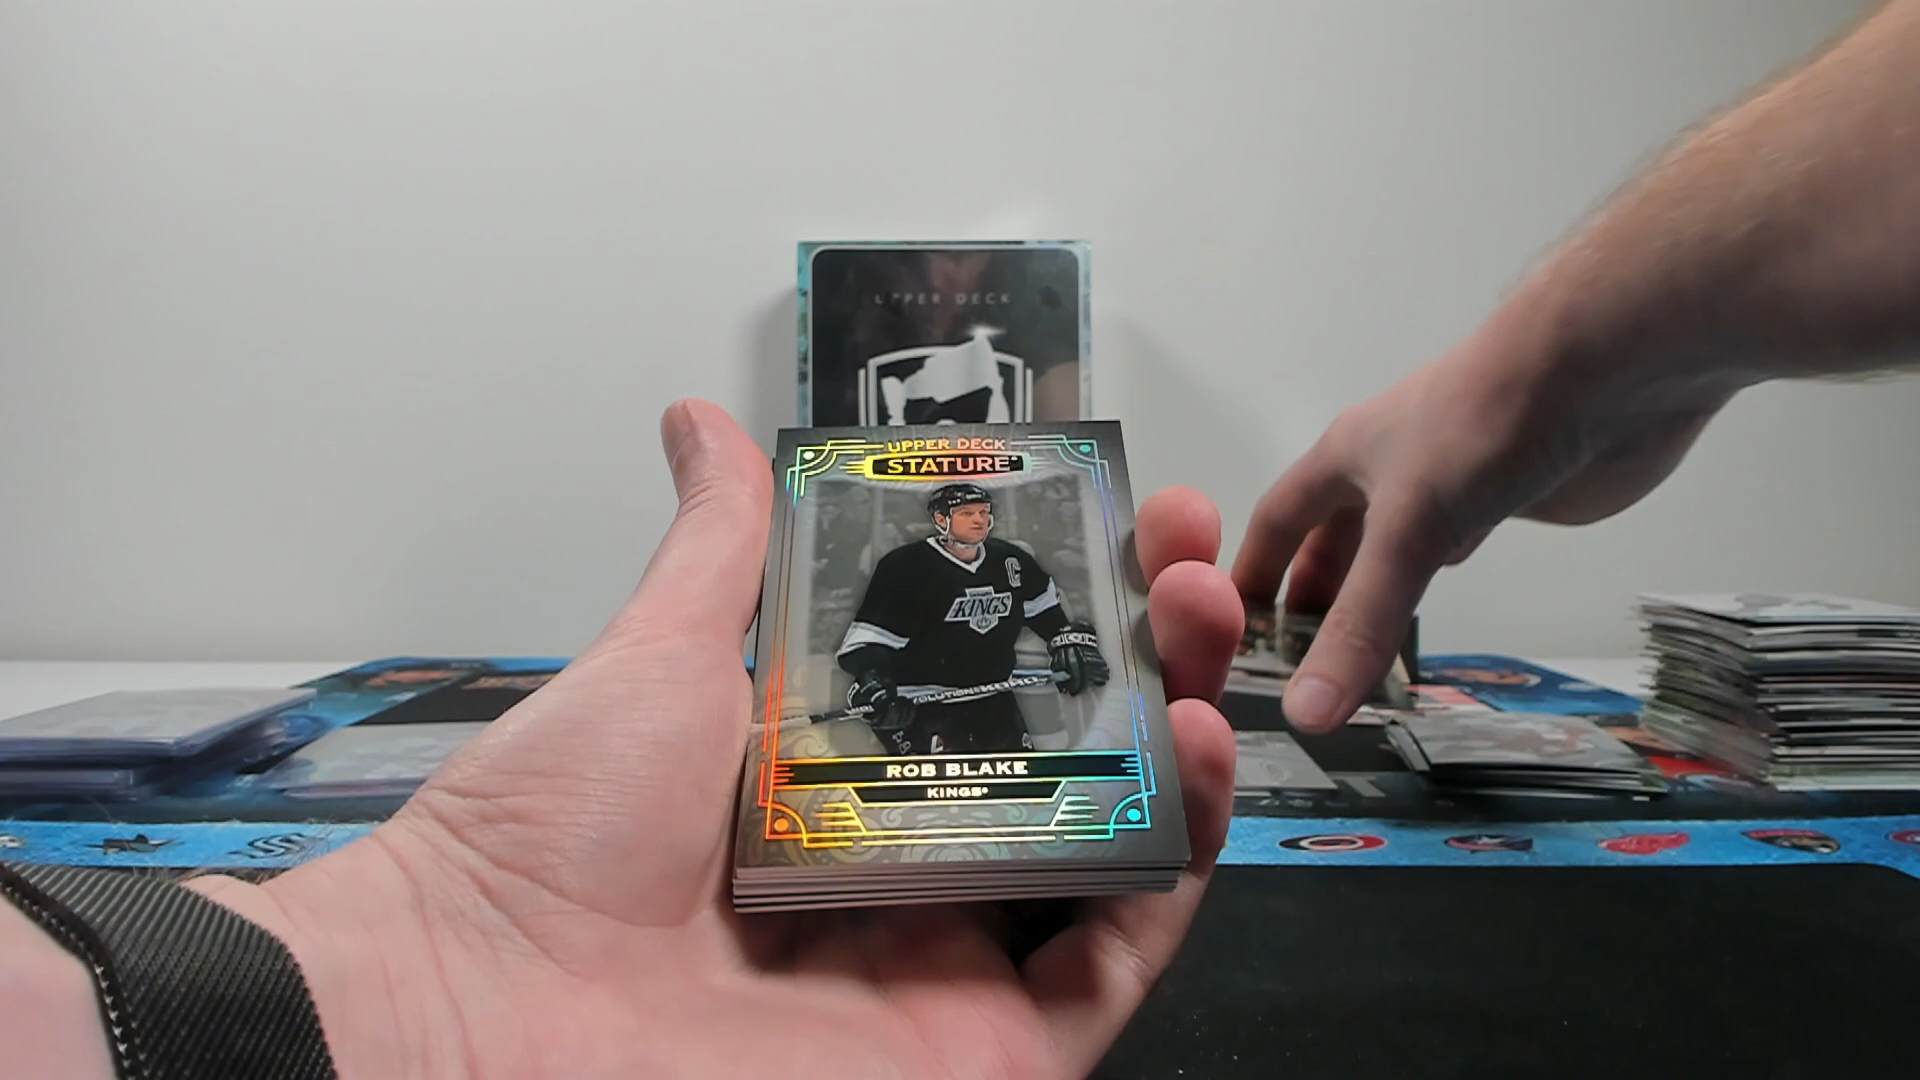 UPPER DECK
UPPER DECK
STATURE
KINGS
C
ROB BLAKE
KINGS